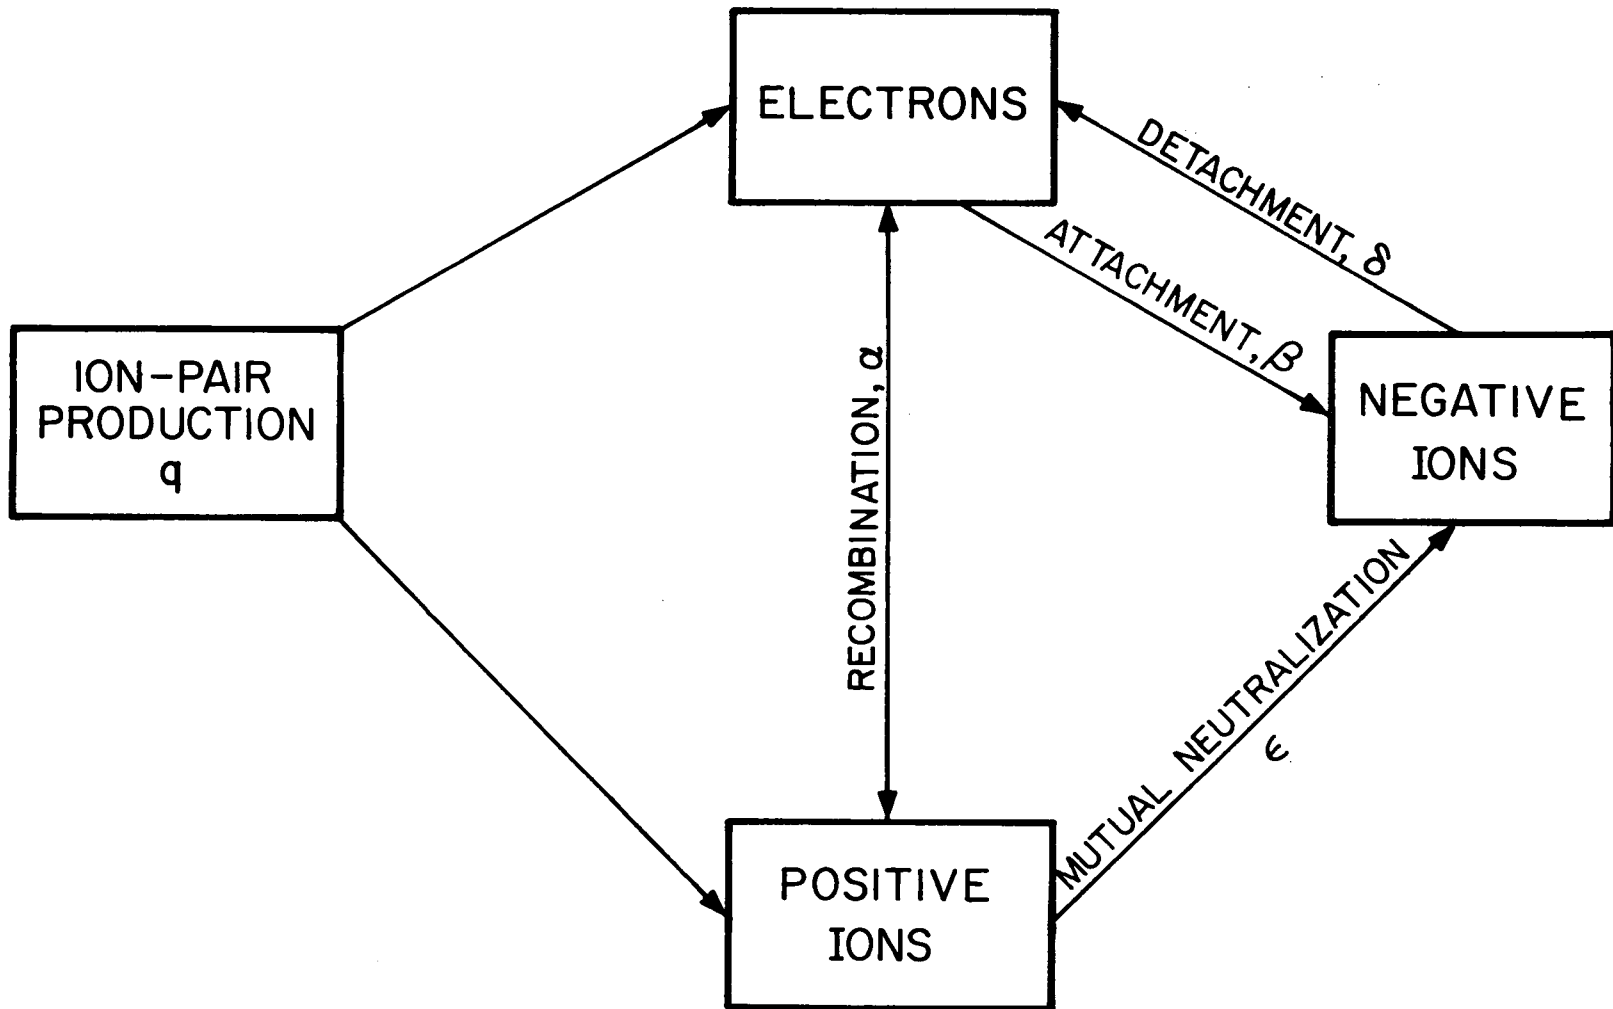 ELECTRONS
DETACHMENT, δ
ATTACHMENT, β
ION-PAIR
PRODUCTION
q
RECOMBINATION, α
NEGATIVE
IONS
MUTUAL NEUTRALIZATION
ϵ
POSITIVE
IONS